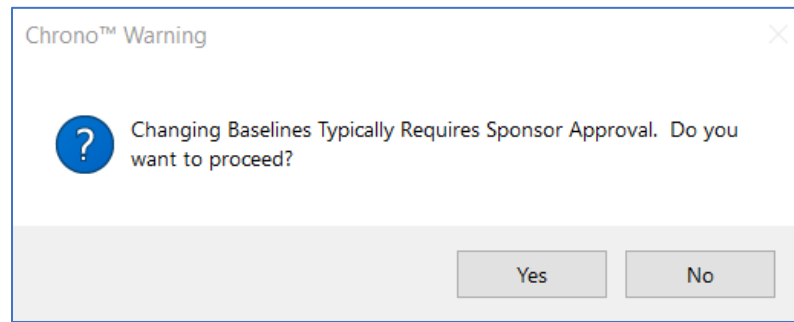 Chrono™ Warning
?
Changing Baselines Typically Requires Sponsor Approval.  Do you
want to proceed?
Yes
No